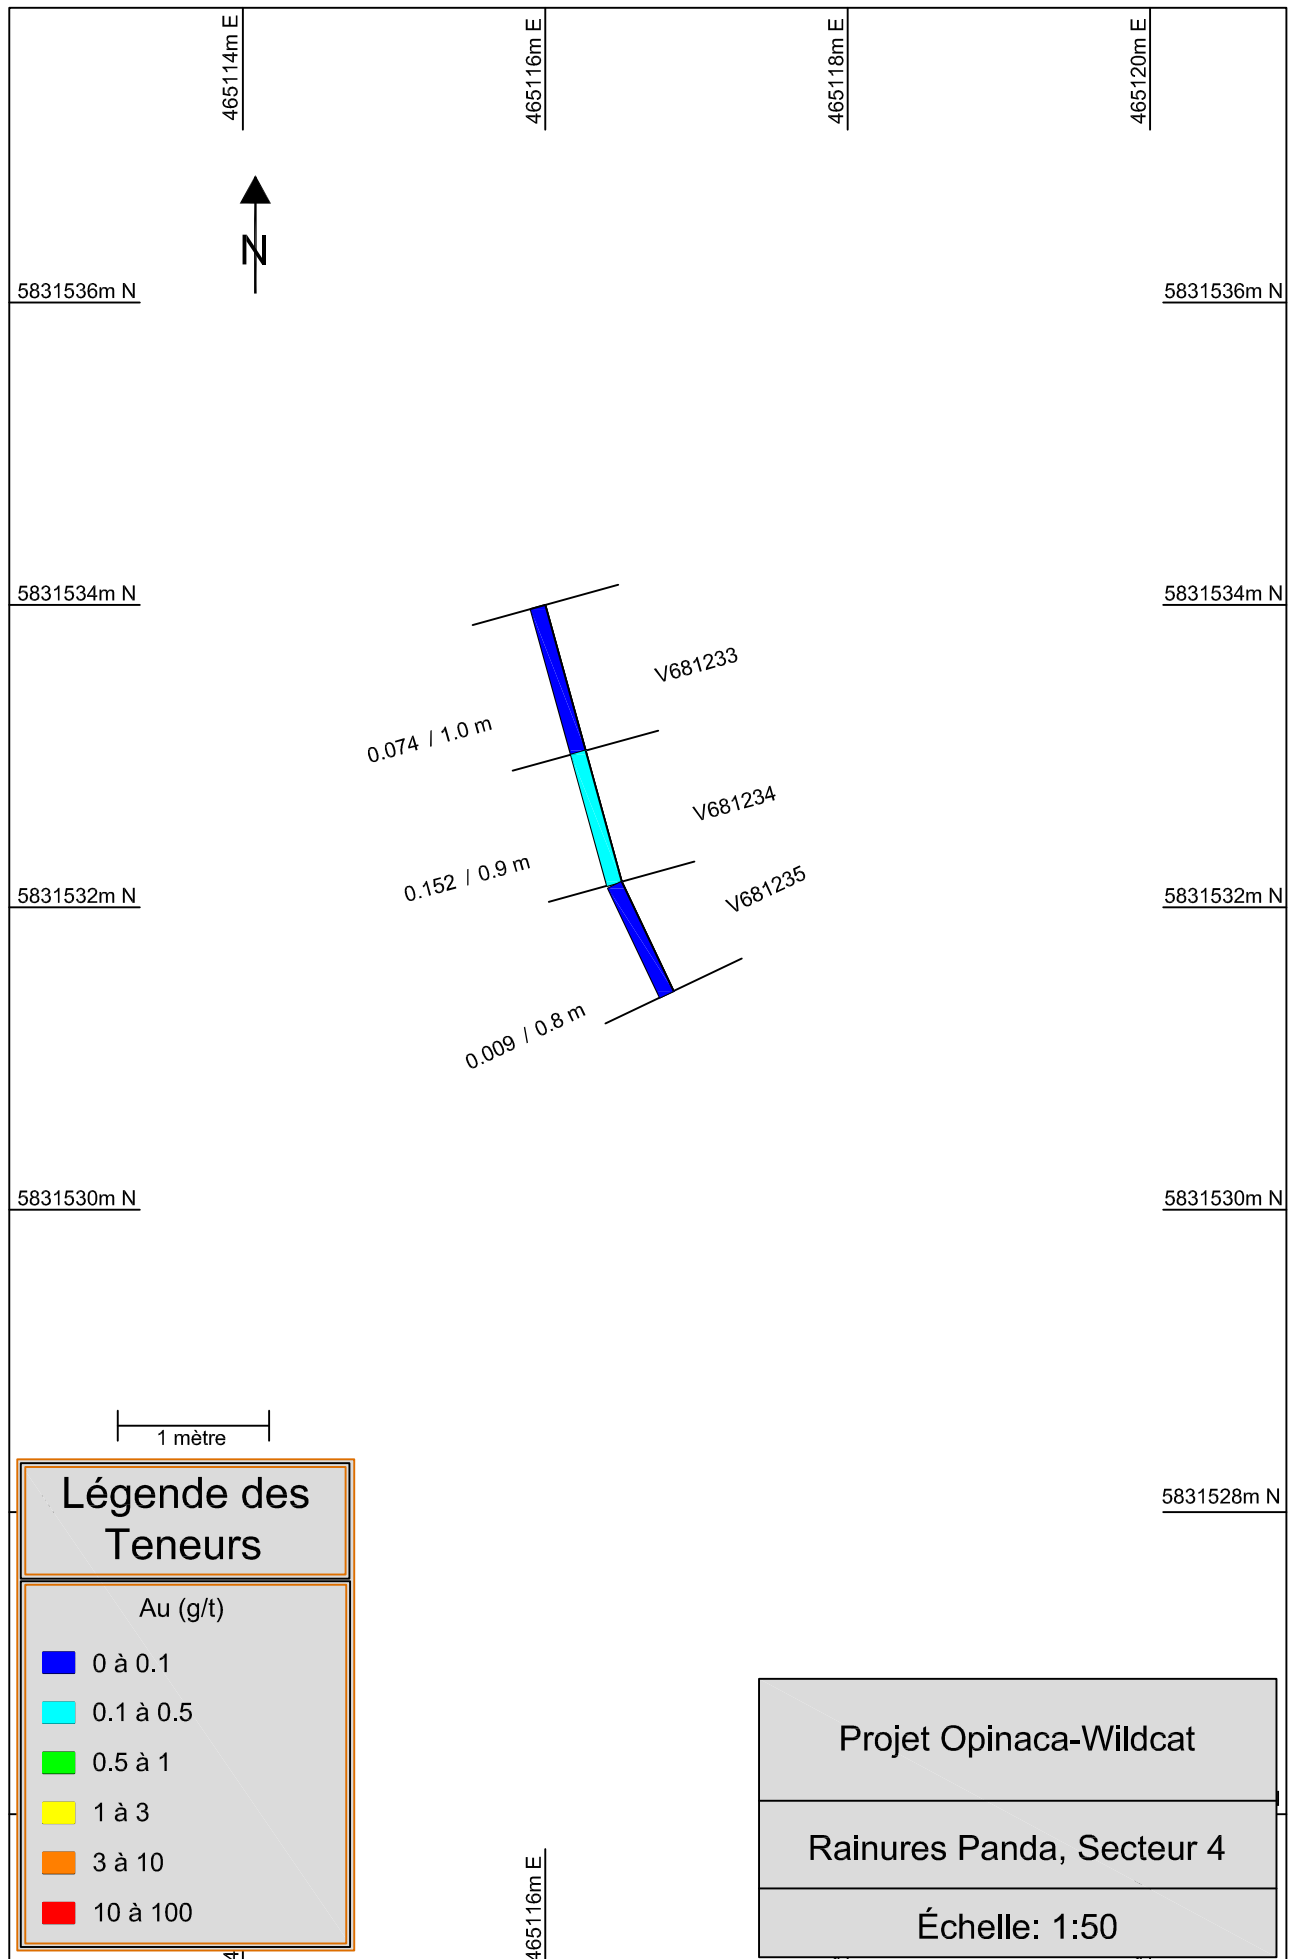 465114m E
465116m E
465118m E
465120m E
N
5831536m N
5831536m N
5831534m N
5831534m N
V681233
0.074 / 1.0 m
V681234
0.152 / 0.9 m
V681235
5831532m N
5831532m N
0.009 / 0.8 m
5831530m N
5831530m N
1 mètre
5831528m N
Légende des
Teneurs
Au (g/t)
0 à 0.1
0.1 à 0.5
0.5 à 1
1 à 3
3 à 10
10 à 100
Projet Opinaca-Wildcat
Rainures Panda, Secteur 4
Échelle: 1:50
465116m E